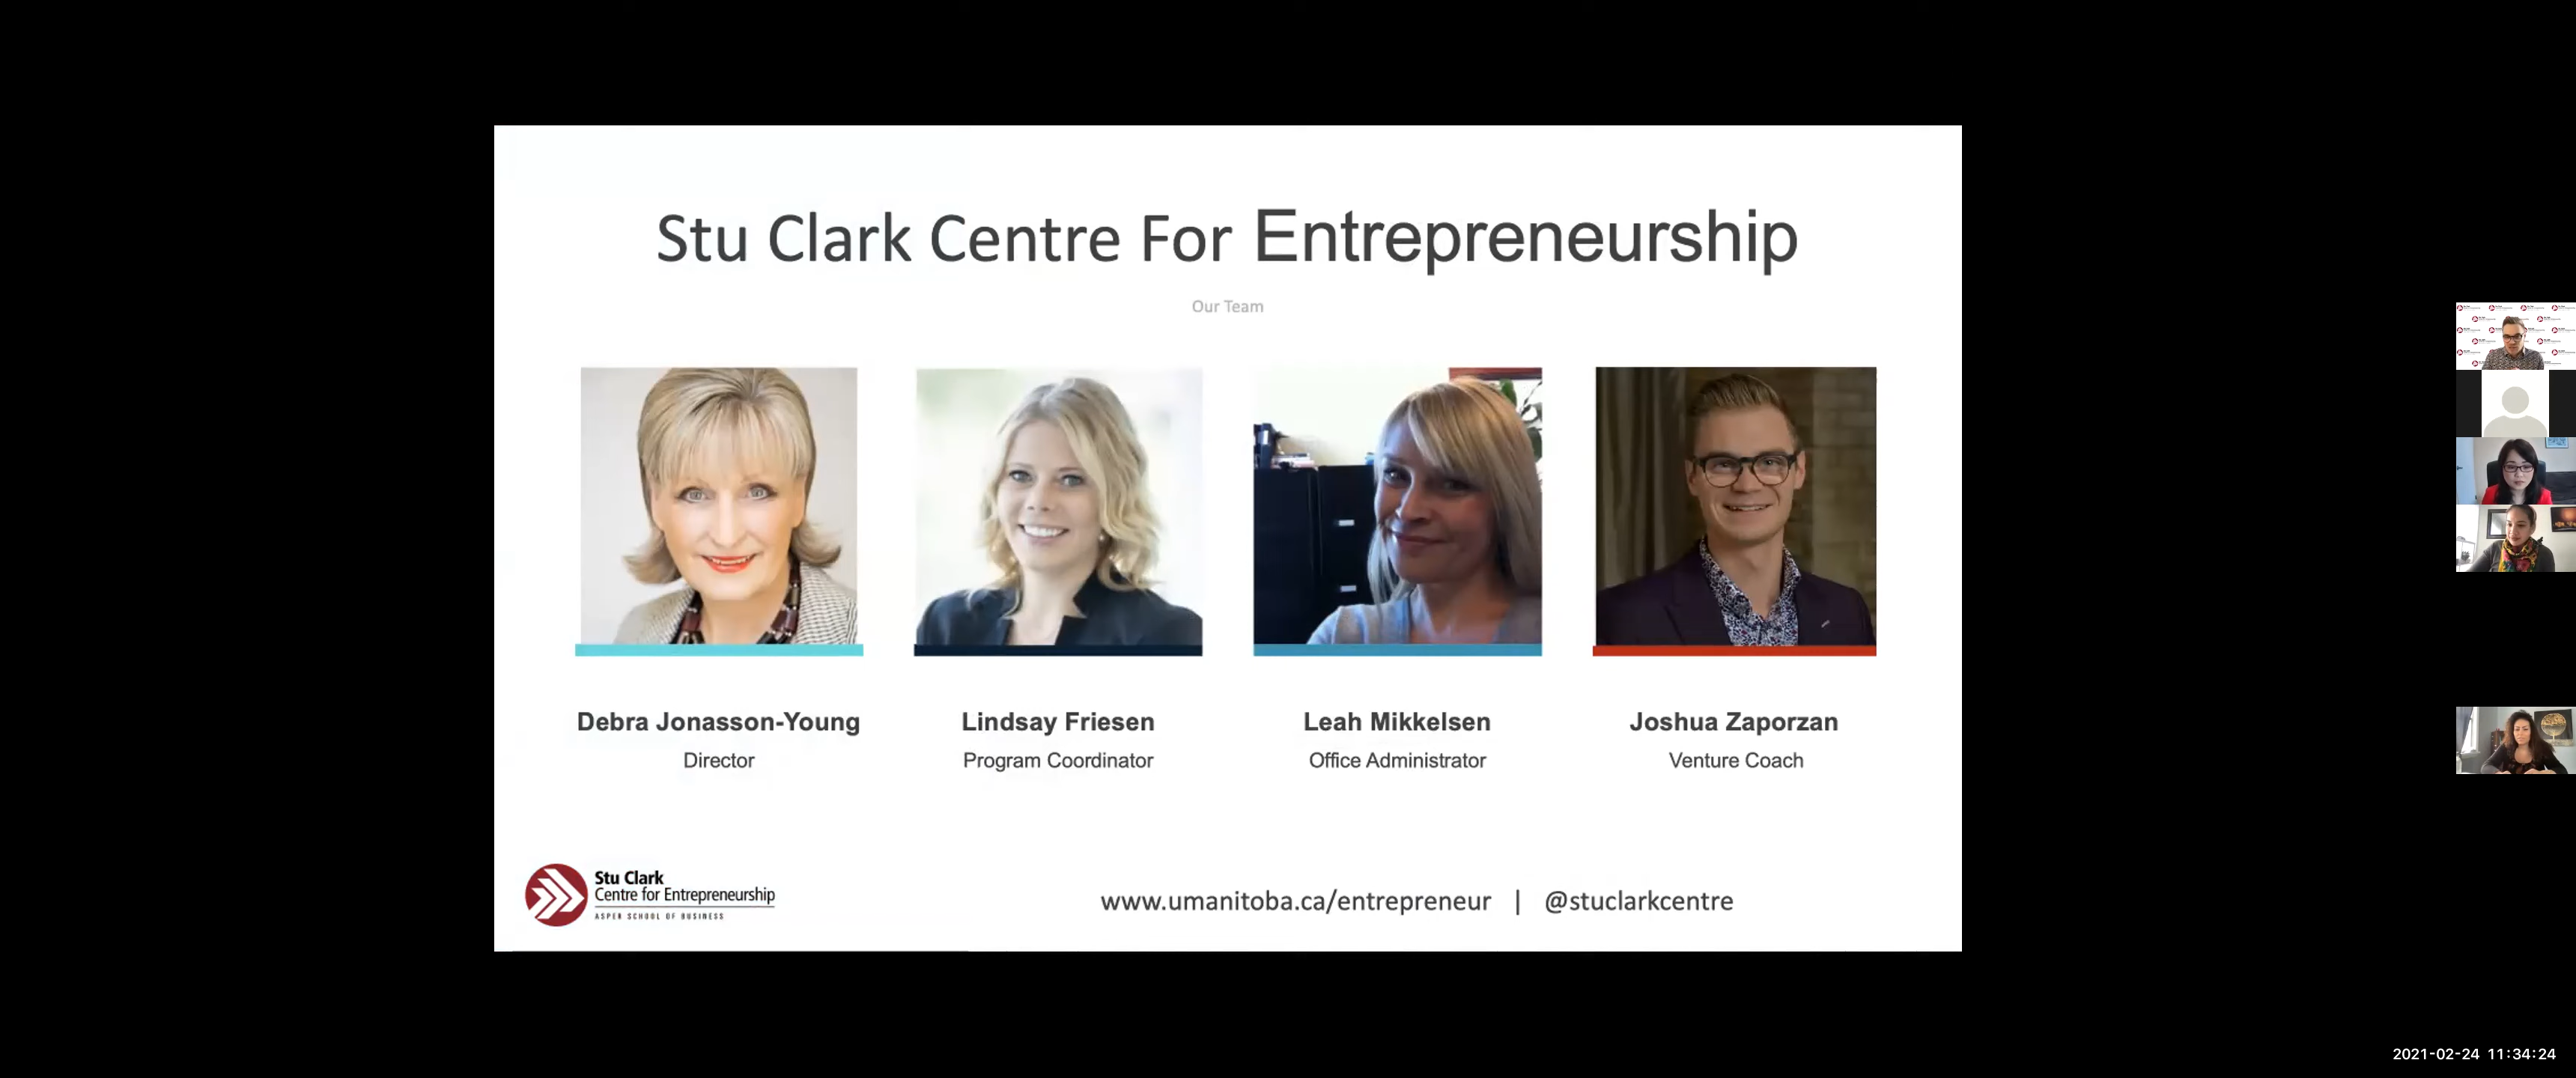 Stu Clark Centre For Entrepreneurship
Our Team
Debra Jonasson-Young
Director
Lindsay Friesen
Program Coordinator
Leah Mikkelsen
Office Administrator
Joshua Zaporzan
Venture Coach
Stu Clark
Centre for Entrepreneurship
ASPER SCHOOL OF BUSINESS
www.umanitoba.ca/entrepreneur | @stuclarkcentre
2021-02-24 11:34:24